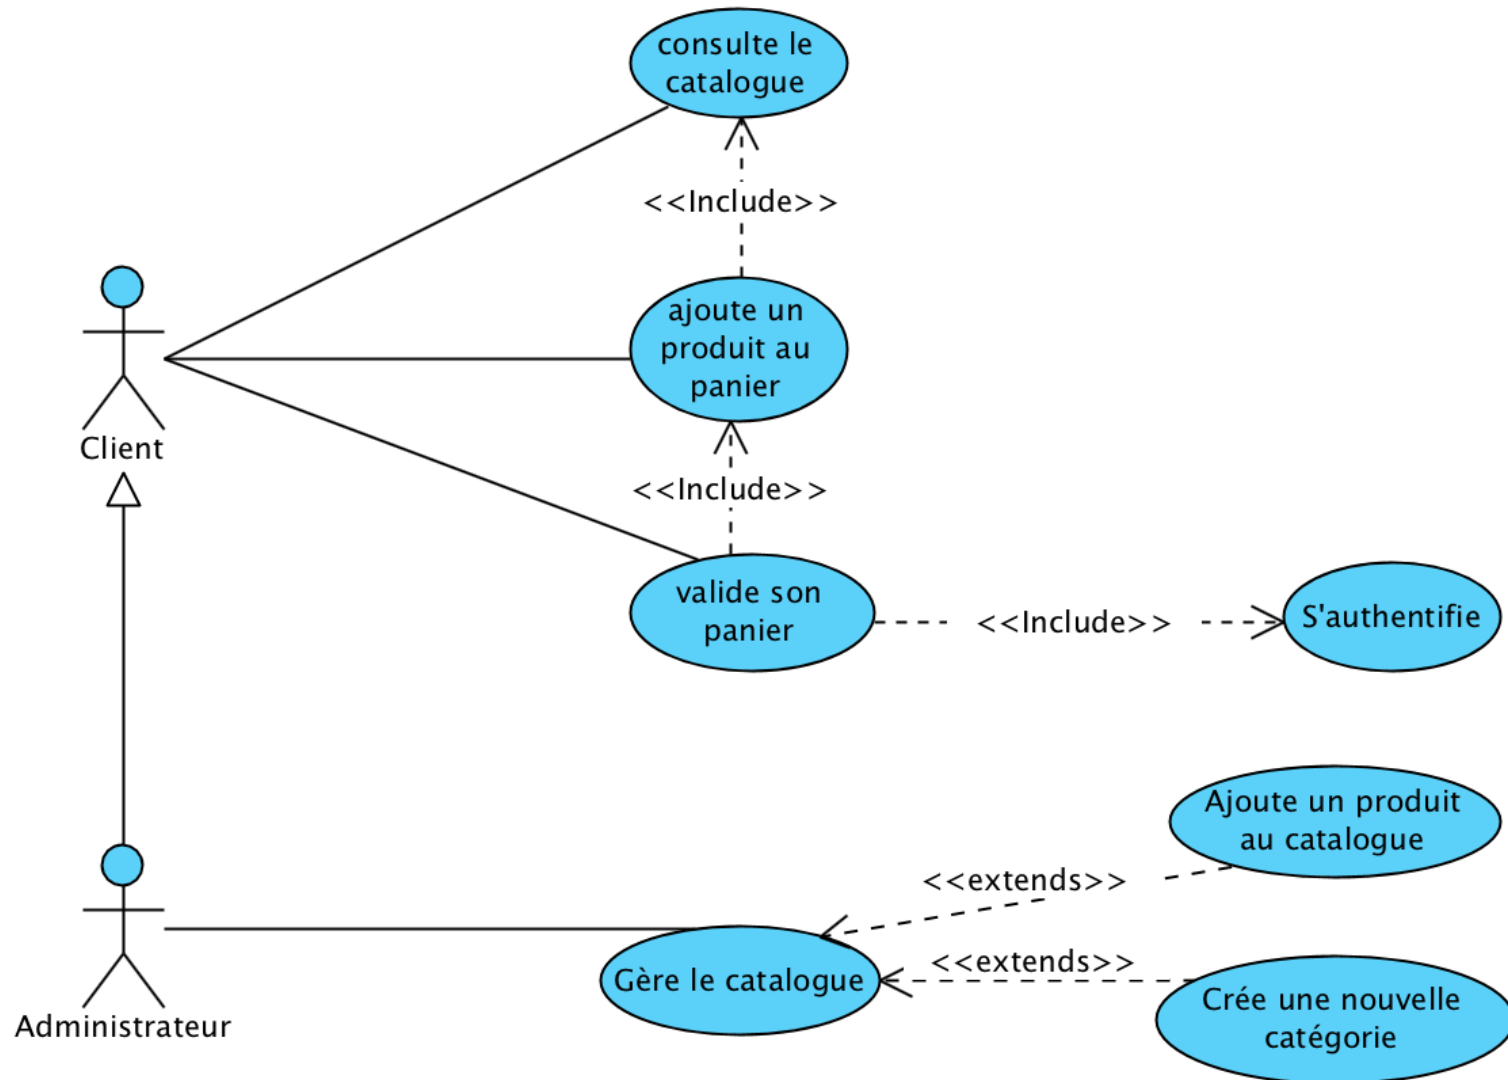 consulte le
catalogue
<<Include>>
ajoute un
produit au
panier
Client
<<Include>>
valide son
panier
<<Include>>
S'authentifie
Ajoute un produit
au catalogue
<<extends>>
<<extends>>
Gère le catalogue
Crée une nouvelle
catégorie
Administrateur